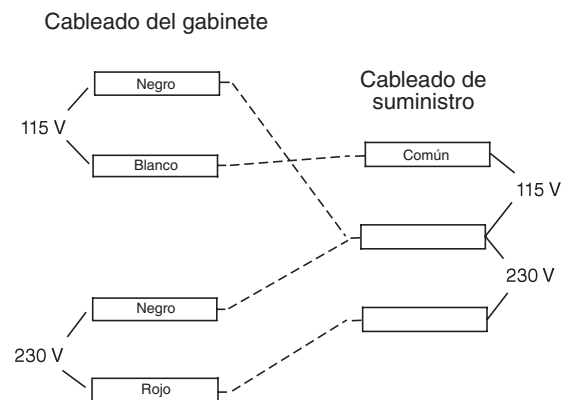 Cableado del gabinete
Negro
115 V
Blanco
Negro
230 V
Rojo
Cableado de
suministro
Común
115 V
230 V